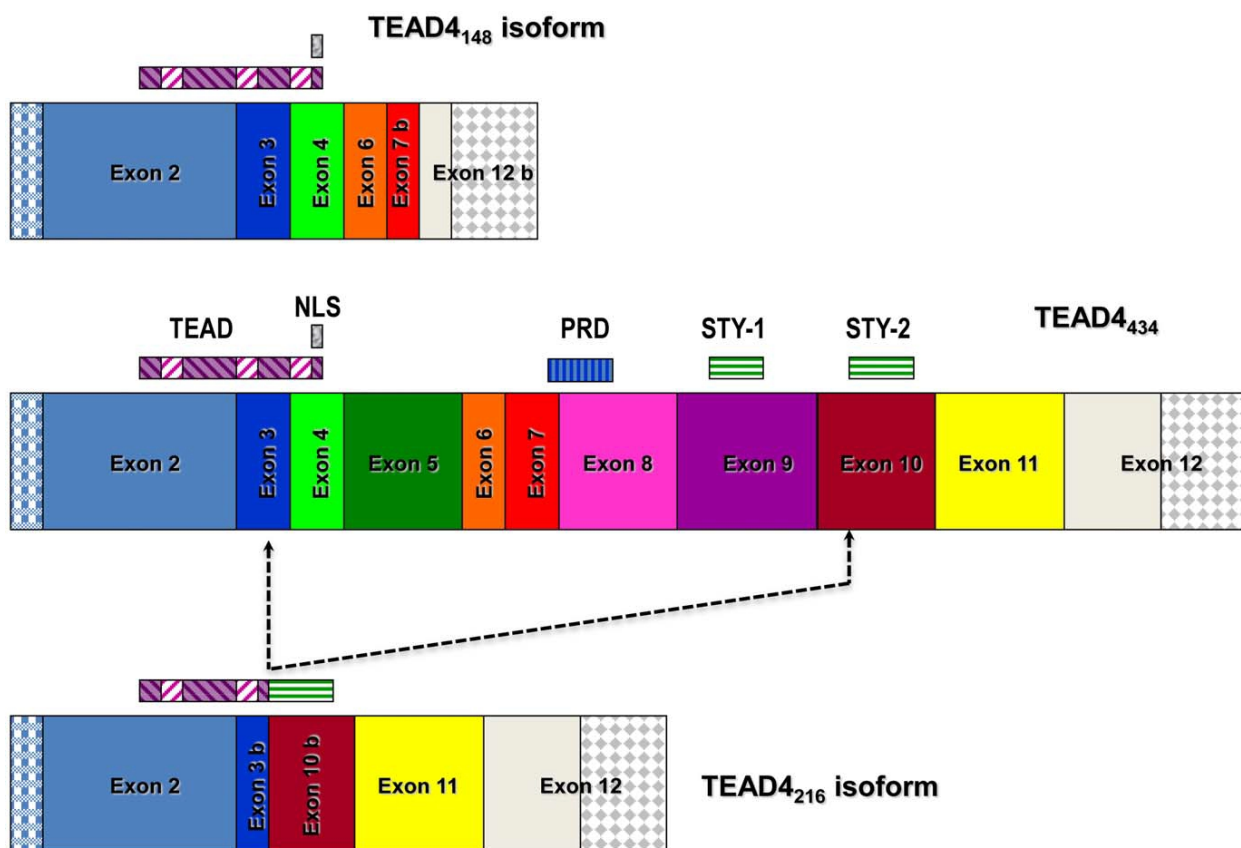 TEAD4148 isoform
Exon 2
Exon 3
Exon 4
Exon 6
Exon 7 b
Exon 12 b
TEAD
NLS
PRD
STY-1
STY-2
TEAD4434
Exon 2
Exon 3
Exon 4
Exon 5
Exon 6
Exon 7
Exon 8
Exon 9
Exon 10
Exon 11
Exon 12
Exon 2
Exon 3 b
Exon 10 b
Exon 11
Exon 12
TEAD4216 isoform